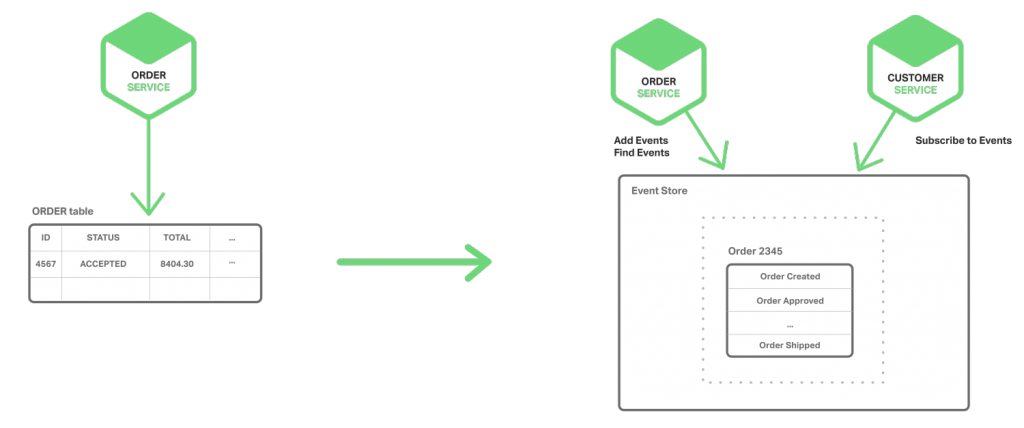 ORDER
SERVICE
ORDER table
ID STATUS TOTAL ...
4567 ACCEPTED 8404.30 ...
ORDER
SERVICE
CUSTOMER
SERVICE
Add Events
Find Events
Subscribe to Events
Event Store
Order 2345
Order Created
Order Approved
...
Order Shipped